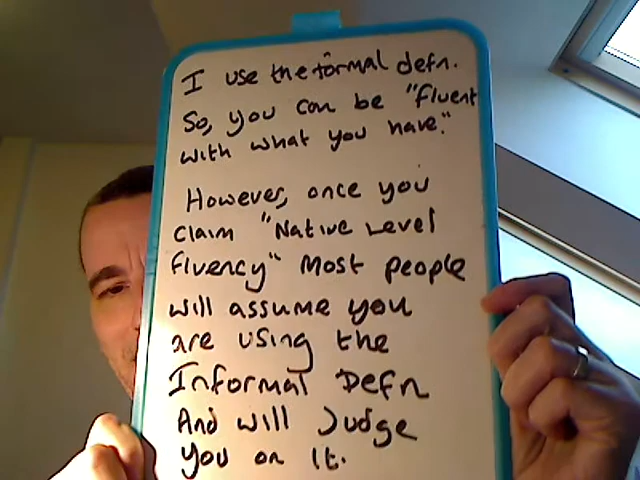 I use the formal defn.
So, you can be "fluent
with what you have."
However, once you
claim "Native Level
fluency" Most people
will assume you
are using the
Informal Defn
And will Judge
you on it.